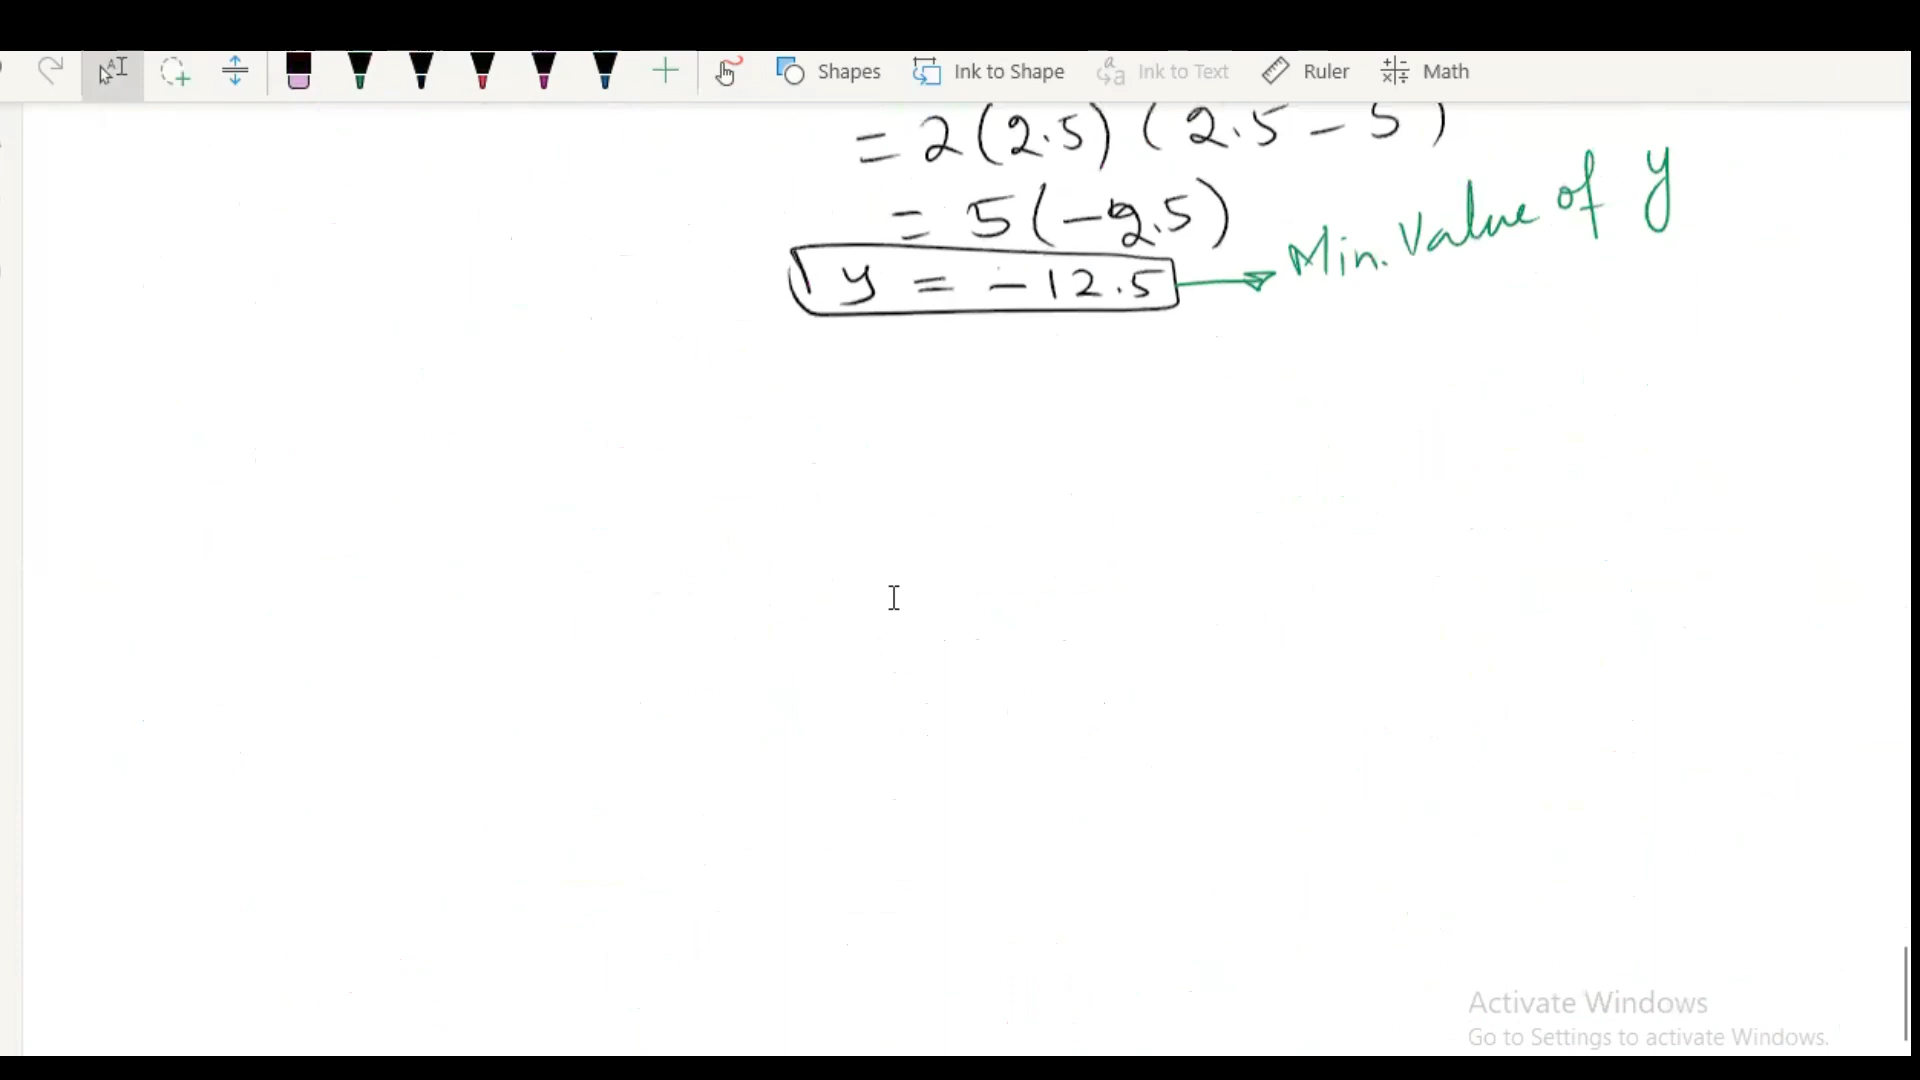 Shapes Ink to Shape Ink to Text Ruler Math
= 2(2.5)(2.5-5)
= 5(-2.5)
y = -12.5 Min. Value of y
Activate Windows
Go to Settings to activate Windows.